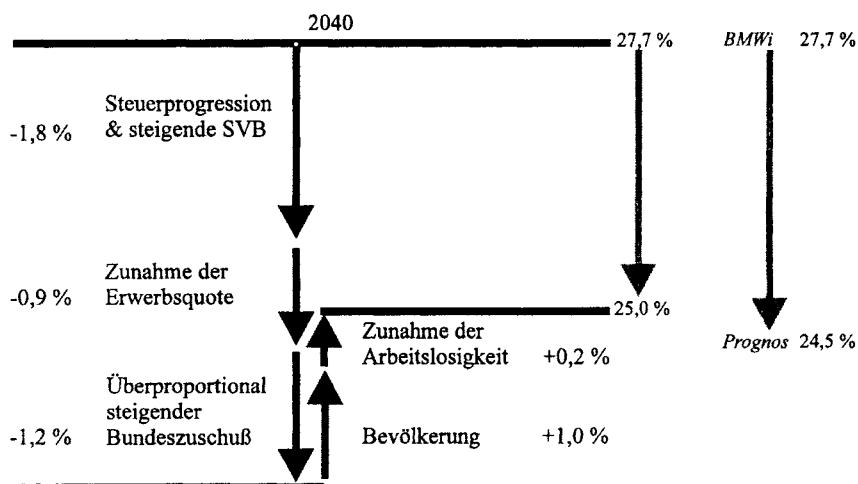 2040
27,7 %
BMWi 27,7 %
Steuerprogression
& steigende SVB
-1,8 %
Zunahme der
Erwerbsquote
-0,9 %
25,0 %
Zunahme der
Arbeitslosigkeit +0,2 %
Prognos 24,5 %
Überproportional
steigender
Bundeszuschuß
-1,2 %
Bevölkerung +1,0 %